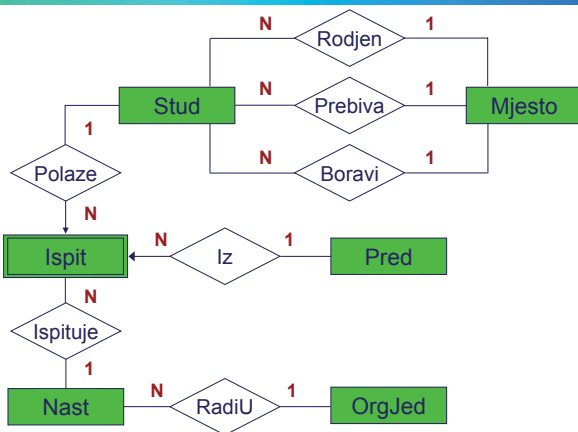 N Rodjen 1
Stud N Prebiva 1 Mjesto
1 N Boravi 1
Polaze
N
Ispit N Iz 1 Pred
N
Ispituje
1
Nast N RadiU 1 OrgJed